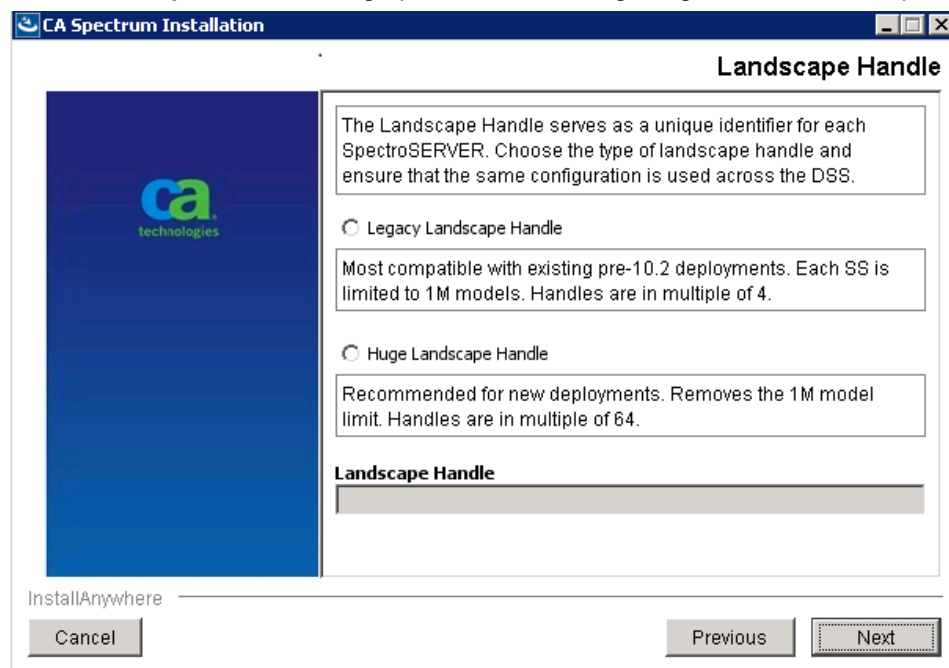 CA Spectrum Installation
Landscape Handle
The Landscape Handle serves as a unique identifier for each
SpectroSERVER. Choose the type of landscape handle and
ensure that the same configuration is used across the DSS.
ca
technologies
Legacy Landscape Handle
Most compatible with existing pre-10.2 deployments. Each SS is
limited to 1M models. Handles are in multiple of 4.
Huge Landscape Handle
Recommended for new deployments. Removes the 1M model
limit. Handles are in multiple of 64.
Landscape Handle
InstallAnywhere
Cancel
Previous
Next